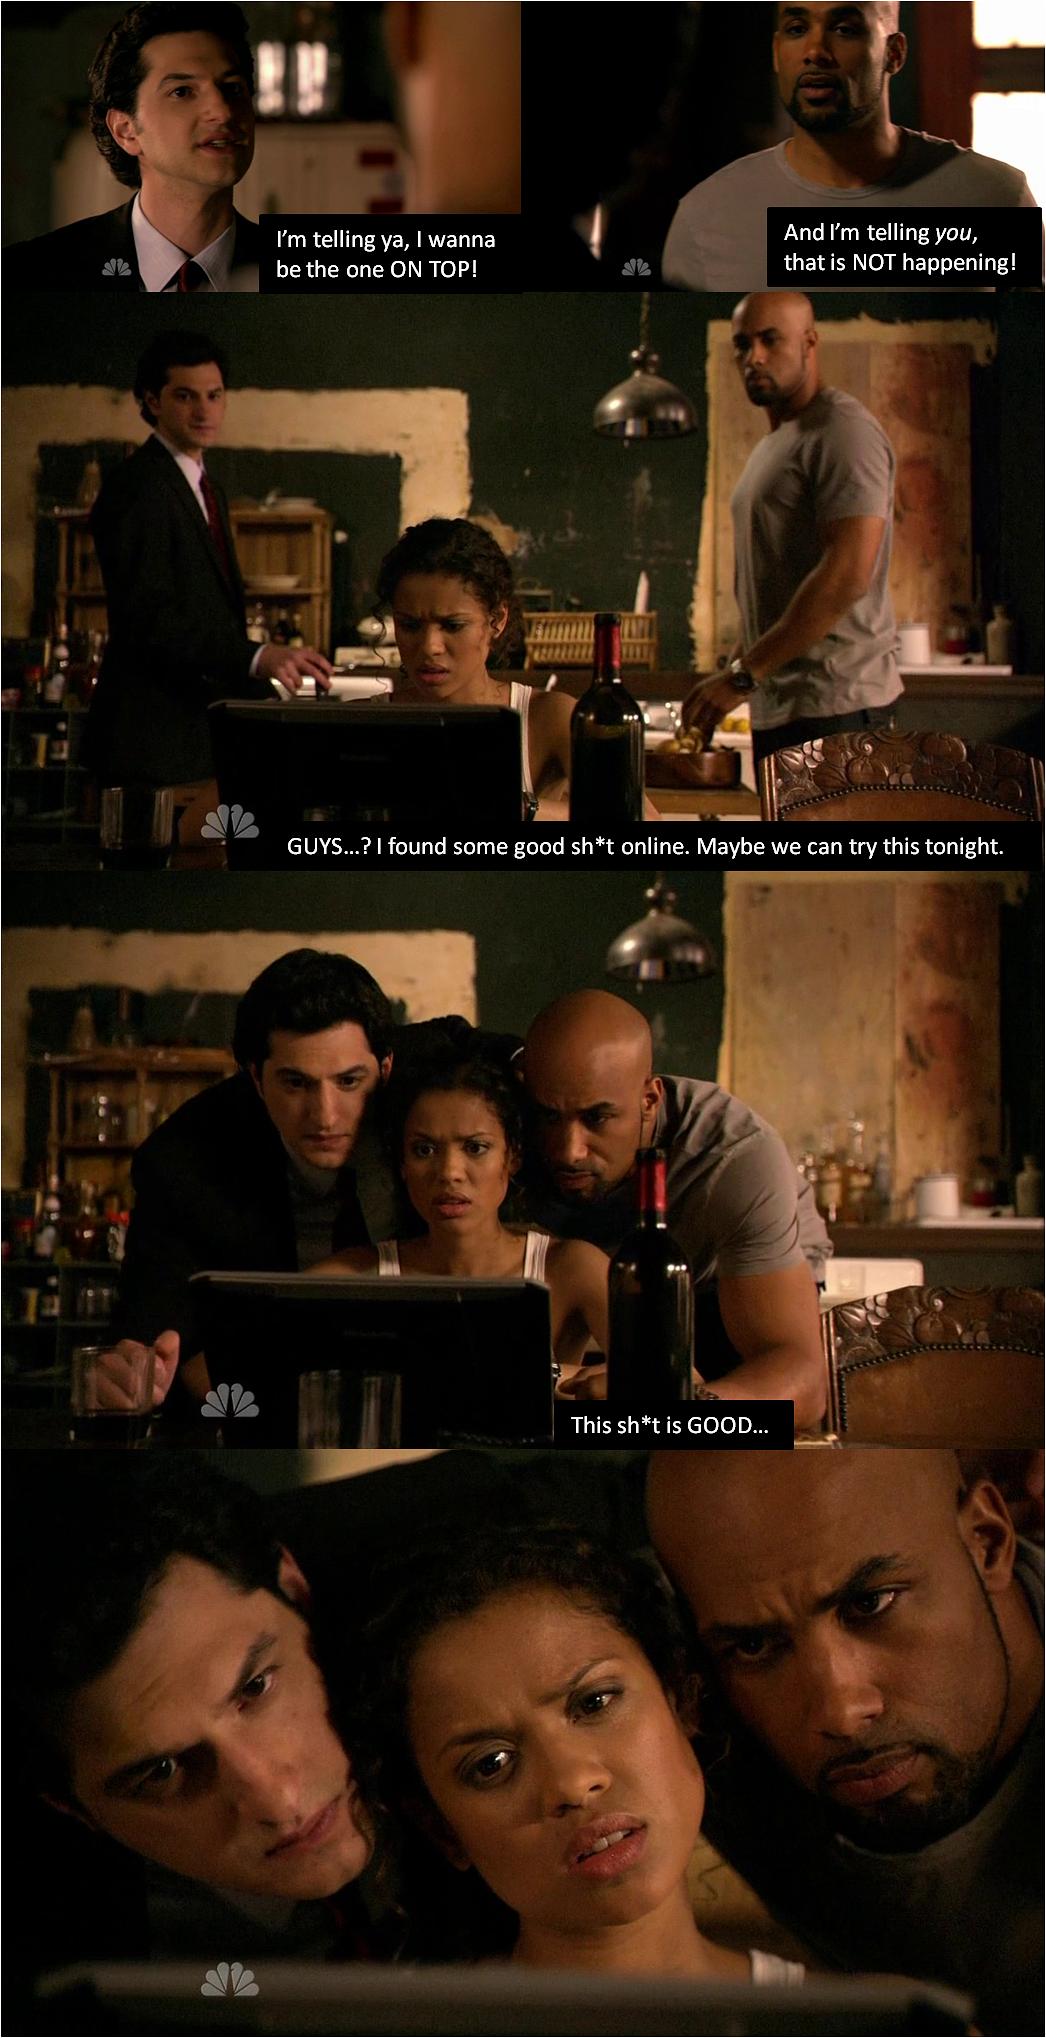 I'm telling ya, I wanna
be the one ON TOP!
And I'm telling you,
that is NOT happening!
GUYS...? I found some good sh*t online. Maybe we can try this tonight.
This sh*t is GOOD...